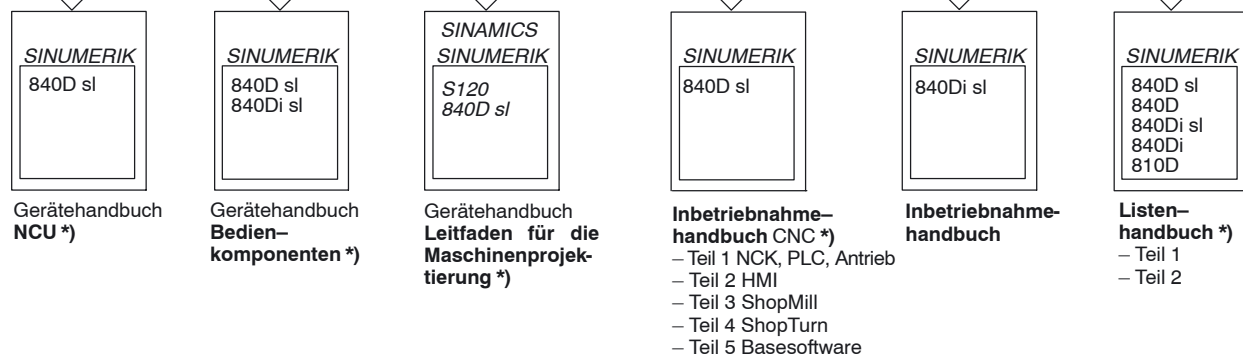 SINUMERIK
840D sl
Gerätehandbuch
NCU *)
SINUMERIK
840D sl
840Di sl
Gerätehandbuch
Bedien–
komponenten *)
SINAMICS
SINUMERIK
S120
840D sl
Gerätehandbuch
Leitfaden für die
Maschinenprojek-
tierung *)
SINUMERIK
840D sl
Inbetriebnahme–
handbuch CNC *)
– Teil 1 NCK, PLC, Antrieb
– Teil 2 HMI
– Teil 3 ShopMill
– Teil 4 ShopTurn
– Teil 5 Basesoftware
SINUMERIK
840Di sl
Inbetriebnahme-
handbuch
SINUMERIK
840D sl
840D
840Di sl
840Di
810D
Listen–
handbuch *)
– Teil 1
– Teil 2